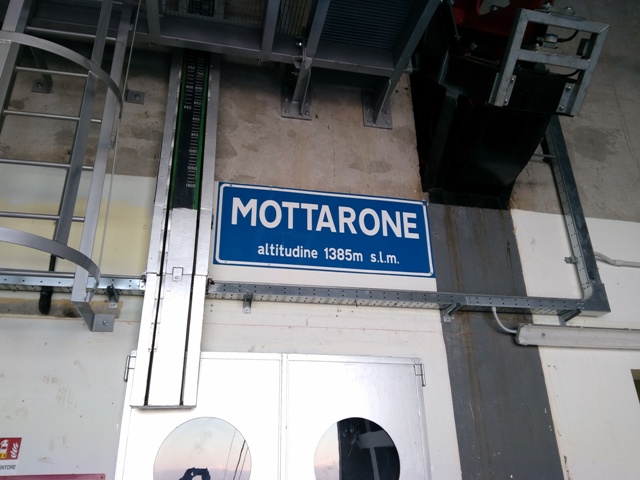 MOTTARONE
altitudine 1385m s.l.m.